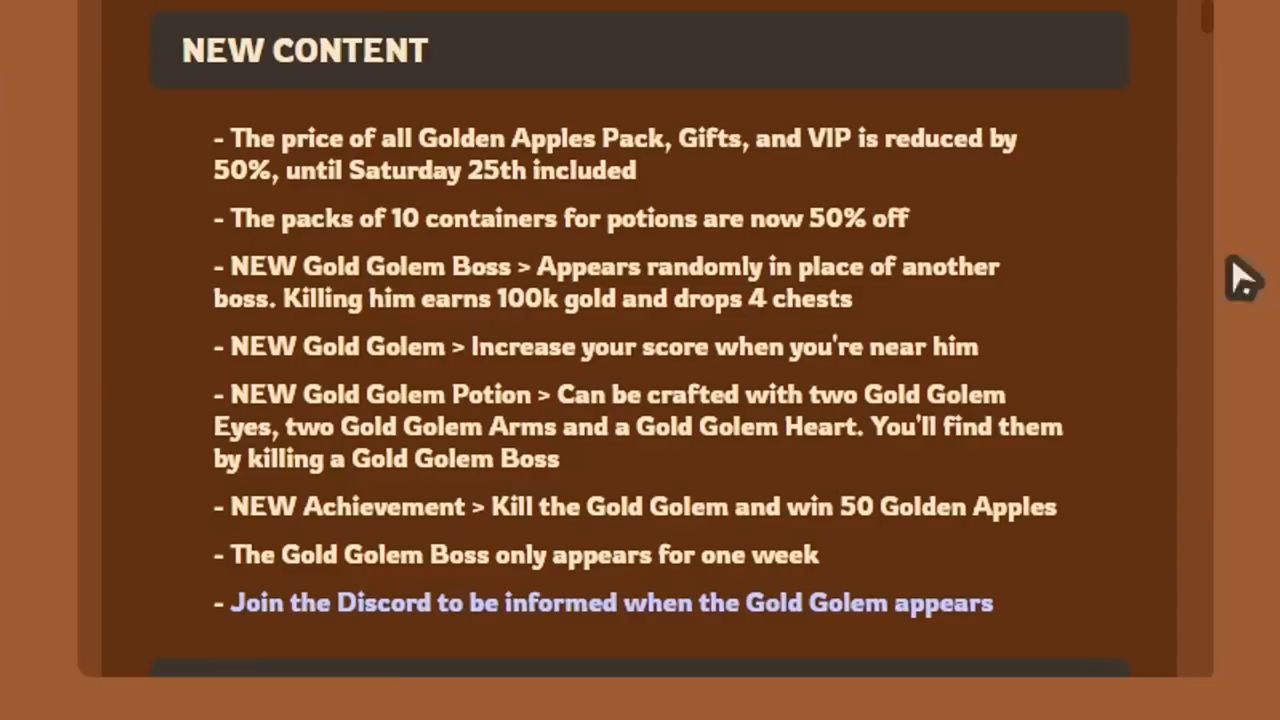 NEW CONTENT
- The price of all Golden Apples Pack, Gifts, and VIP is reduced by
50%, until Saturday 25th included
- The packs of 10 containers for potions are now 50% off
- NEW Gold Golem Boss > Appears randomly in place of another
boss. Killing him earns 100k gold and drops 4 chests
- NEW Gold Golem > Increase your score when you're near him
- NEW Gold Golem Potion > Can be crafted with two Gold Golem
Eyes, two Gold Golem Arms and a Gold Golem Heart. You'll find them
by killing a Gold Golem Boss
- NEW Achievement > Kill the Gold Golem and win 50 Golden Apples
- The Gold Golem Boss only appears for one week
- Join the Discord to be informed when the Gold Golem appears